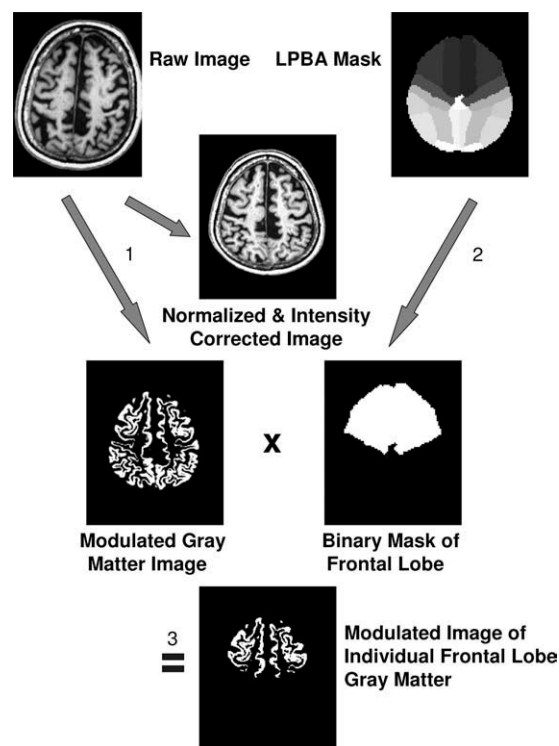 Raw Image
LPBA Mask
1
2
Normalized & Intensity
Corrected Image
x
Modulated Gray
Matter Image
Binary Mask of
Frontal Lobe
3
=
Modulated Image of
Individual Frontal Lobe
Gray Matter